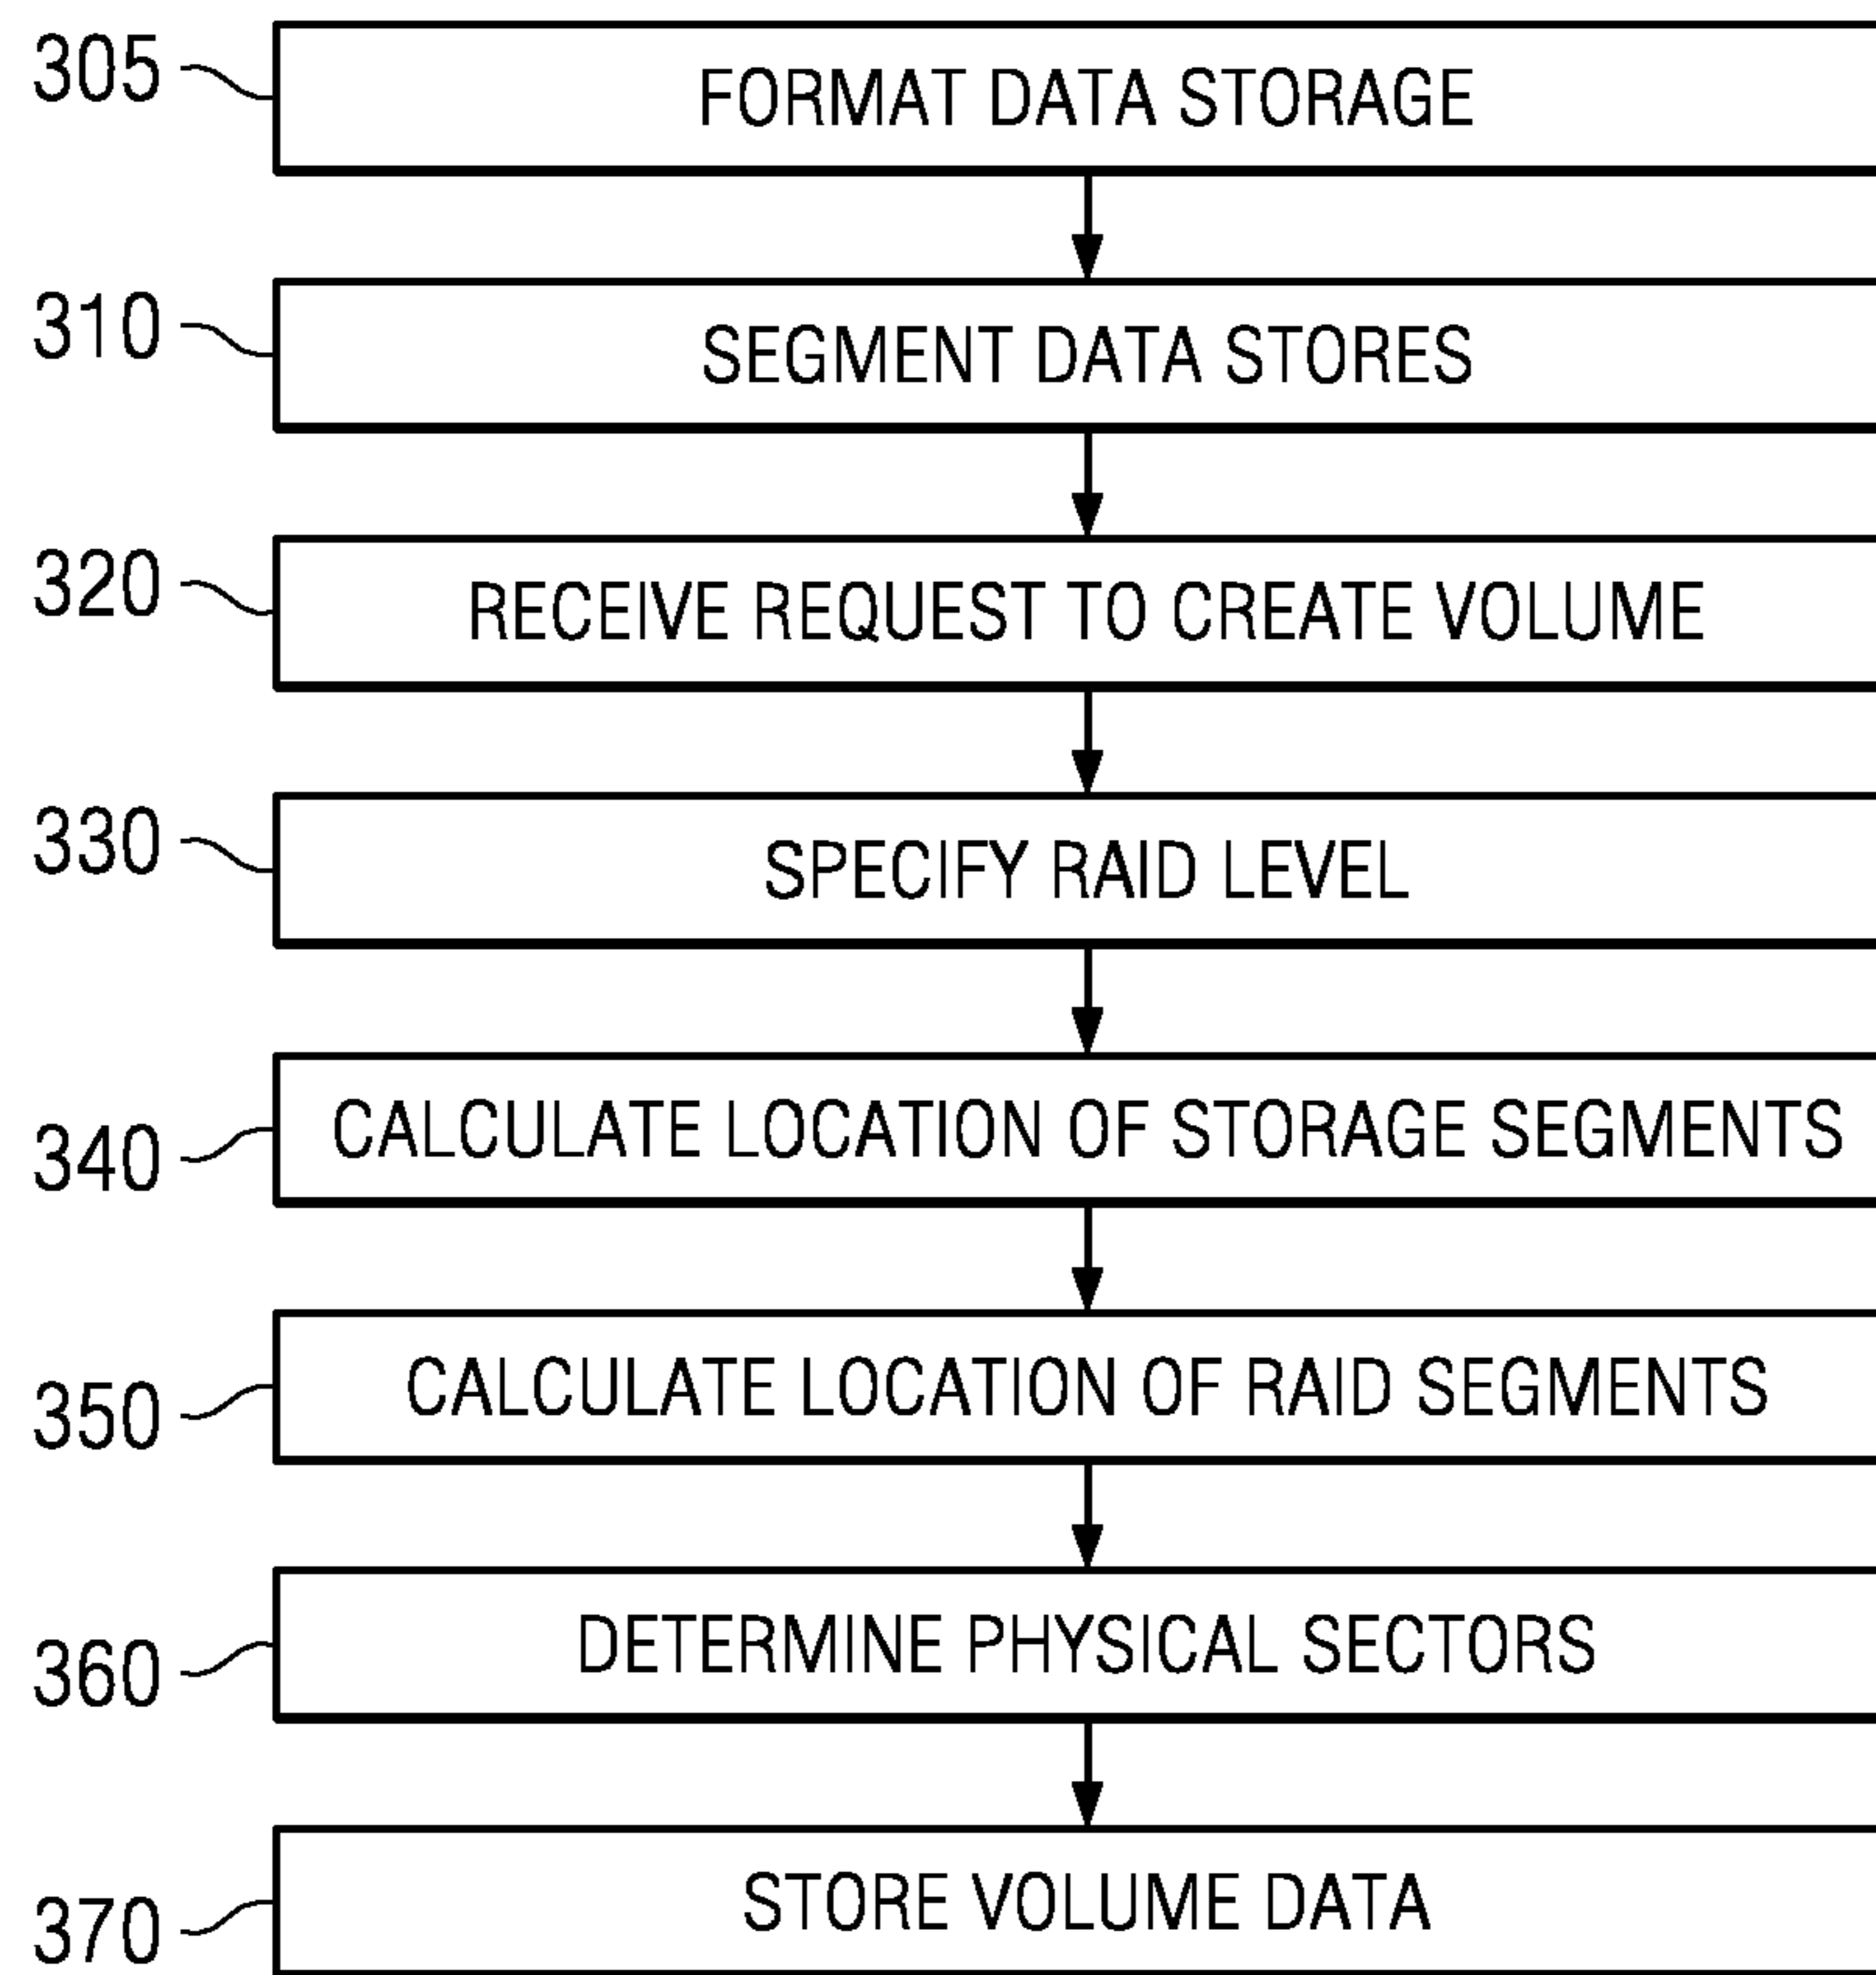 305
FORMAT DATA STORAGE
310
SEGMENT DATA STORES
320
RECEIVE REQUEST TO CREATE VOLUME
330
SPECIFY RAID LEVEL
340
CALCULATE LOCATION OF STORAGE SEGMENTS
350
CALCULATE LOCATION OF RAID SEGMENTS
360
DETERMINE PHYSICAL SECTORS
370
STORE VOLUME DATA